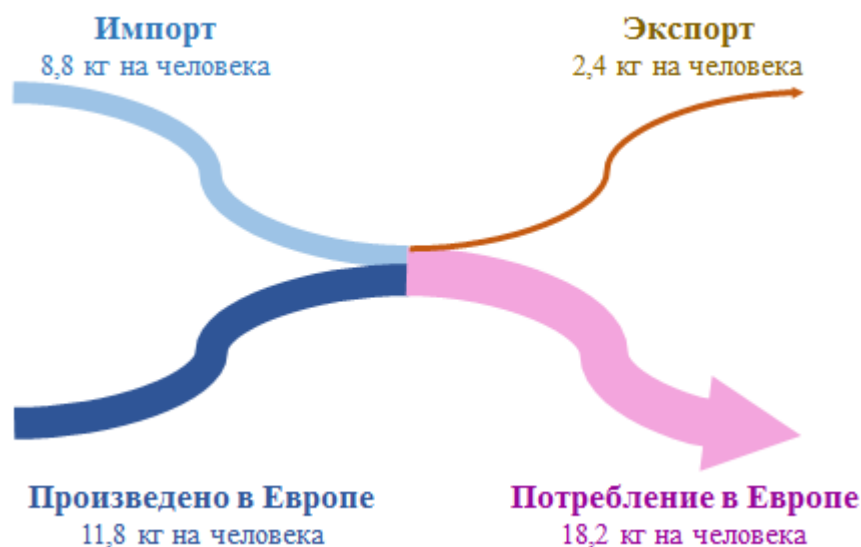 Импорт
8,8 кг на человека
Экспорт
2,4 кг на человека
Произведено в Европе
11,8 кг на человека
Потребление в Европе
18,2 кг на человека